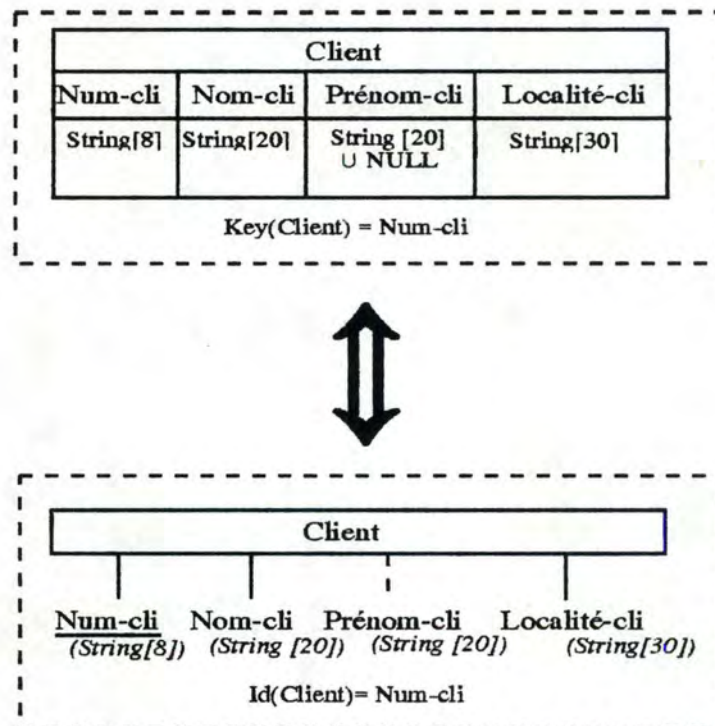 Client
Num-cli Nom-cli Prénom-cli Localité-cli
String[8] String[20] String [20] String[30]
∪ NULL
Key(Client) = Num-cli
Client
Num-cli Nom-cli Prénom-cli Localité-cli
(String[8]) (String [20]) (String [20]) (String[30])
Id(Client)= Num-cli